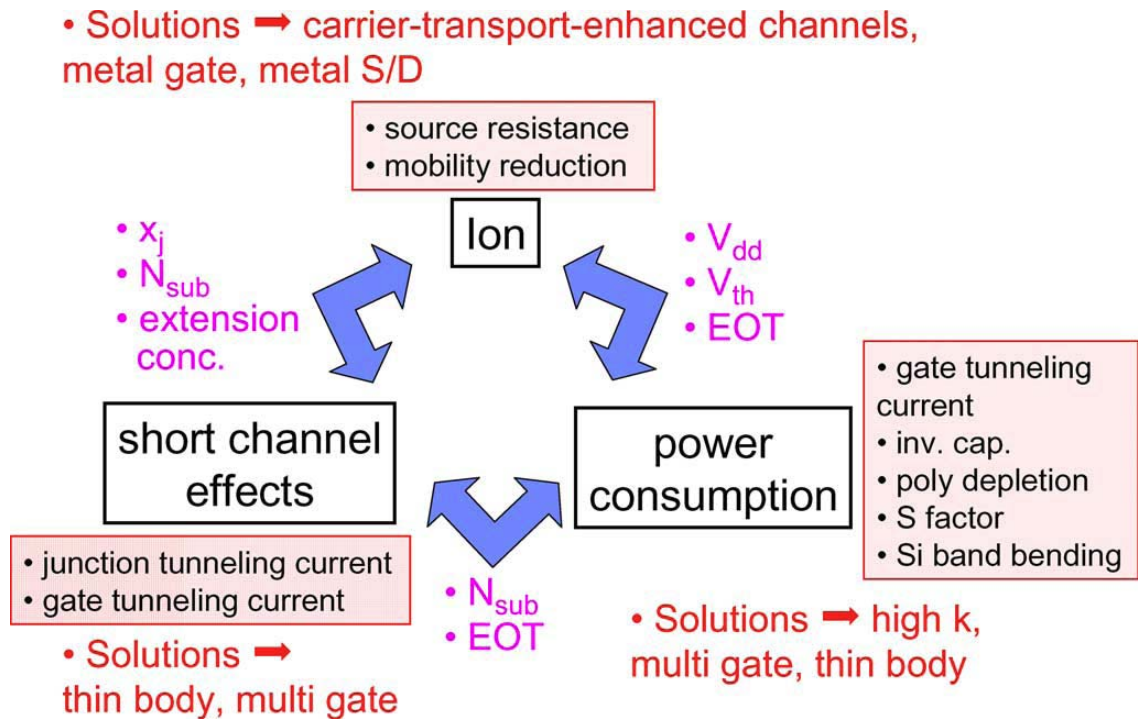 • Solutions ➡ carrier-transport-enhanced channels,
metal gate, metal S/D
• source resistance
• mobility reduction
Ion
• xj
• Nsub
• extension
conc.
• Vdd
• Vth
• EOT
short channel
effects
power
consumption
• gate tunneling
current
• inv. cap.
• poly depletion
• S factor
• Si band bending
• junction tunneling current
• gate tunneling current
• Nsub
• EOT
• Solutions ➡
thin body, multi gate
• Solutions ➡ high k,
multi gate, thin body